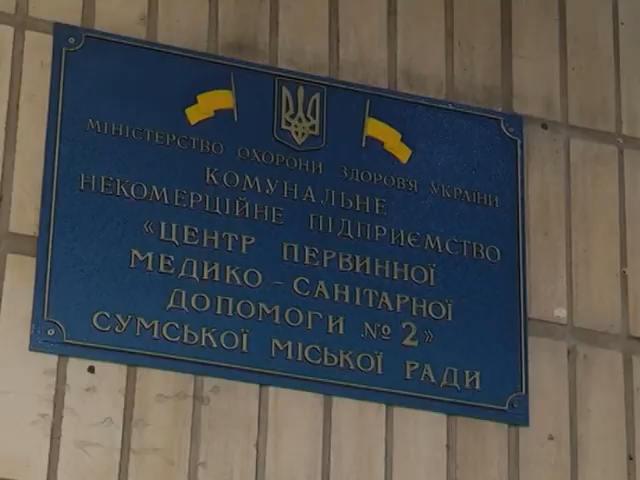 МІНІСТЕРСТВО ОХОРОНИ ЗДОРОВ'Я УКРАЇНИ
КОМУНАЛЬНЕ
НЕКОМЕРЦІЙНЕ ПІДПРИЄМСТВО
«ЦЕНТР ПЕРВИННОЇ
МЕДИКО – САНІТАРНОЇ
ДОПОМОГИ № 2»
СУМСЬКОЇ МІСЬКОЇ РАДИ